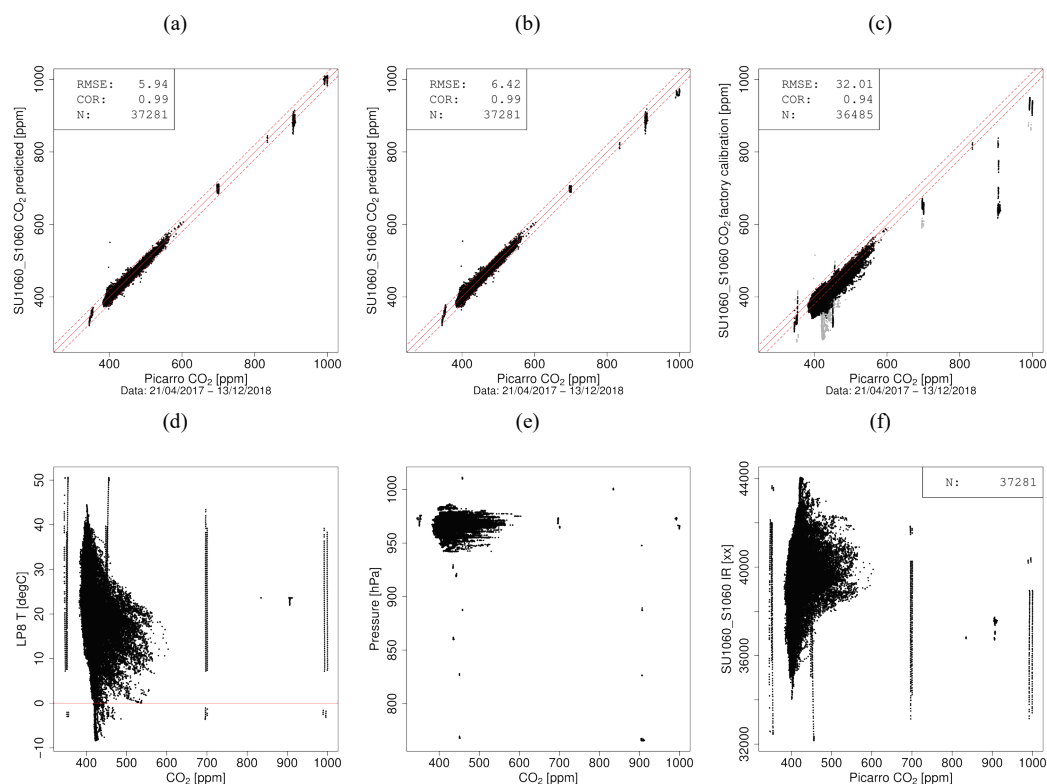 (a)
(b)
(c)
RMSE: 5.94
COR: 0.99
N: 37281
RMSE: 6.42
COR: 0.99
N: 37281
RMSE: 32.01
COR: 0.94
N: 36485
SU1060_S1060 CO2 predicted [ppm]
400
600
800
1000
SU1060_S1060 CO2 predicted [ppm]
400
600
800
1000
SU1060_S1060 CO2 factory calibration [ppm]
400
600
800
1000
400 600 800 1000
Picarro CO2 [ppm]
Data: 21/04/2017 − 13/12/2018
400 600 800 1000
Picarro CO2 [ppm]
Data: 21/04/2017 − 13/12/2018
400 600 800 1000
Picarro CO2 [ppm]
Data: 21/04/2017 − 13/12/2018
(d)
(e)
(f)
LP8 T [degC]
−10
0
10
20
30
40
50
400 500 600 700 800 900 1000
CO2 [ppm]
Pressure [hPa]
800
850
900
950
1000
400 500 600 700 800 900 1000
CO2 [ppm]
N: 37281
SU1060_S1060 IR [xx]
32000
36000
40000
44000
400 500 600 700 800 900 1000
Picarro CO2 [ppm]